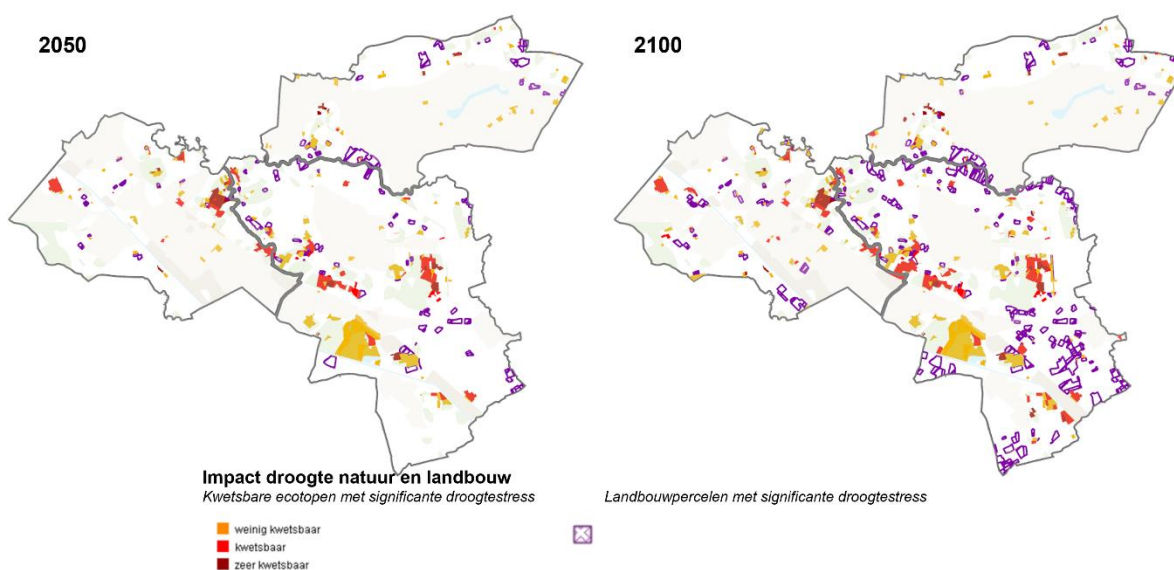 2050
2100
Impact droogte natuur en landbouw
Kwetsbare ecotopen met significante droogtestress
Landbouwpercelen met significante droogtestress
weinig kwetsbaar
kwetsbaar
zeer kwetsbaar